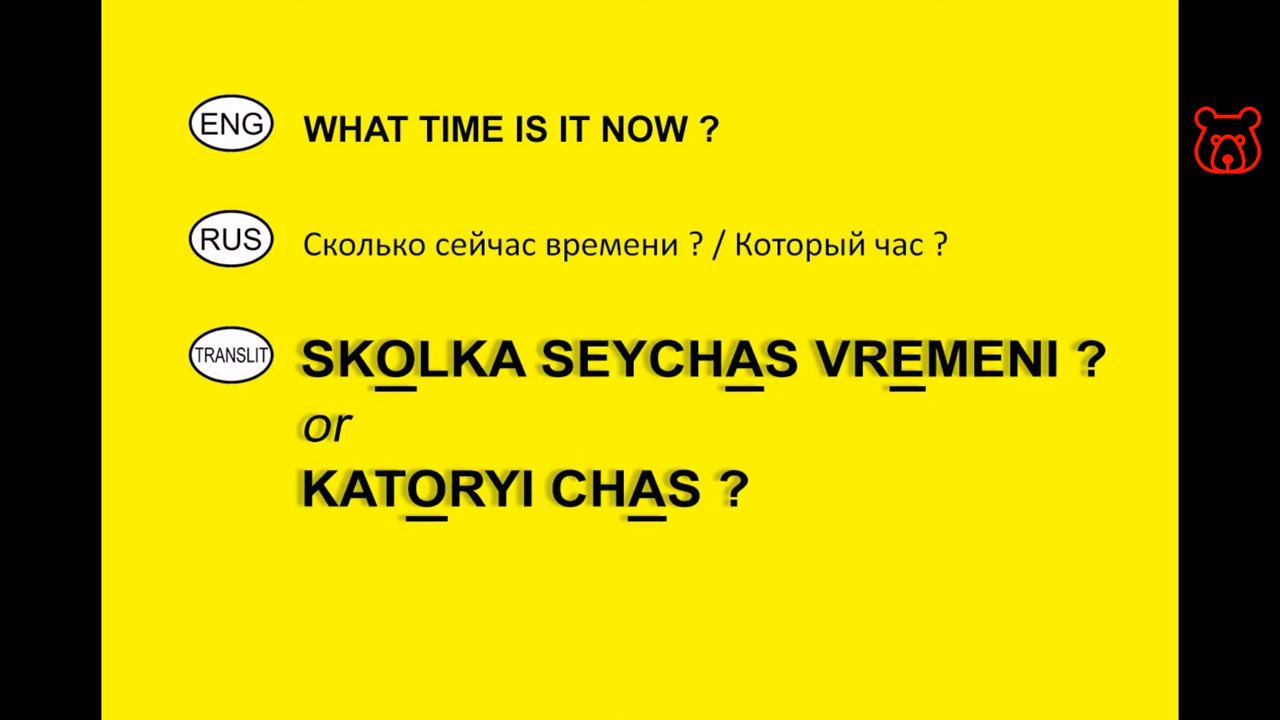 ENG WHAT TIME IS IT NOW ?
RUS Сколько сейчас времени ? / Который час ?
TRANSLIT SKOLKA SEYCHAS VREMENI ?
or
KATORYI CHAS ?